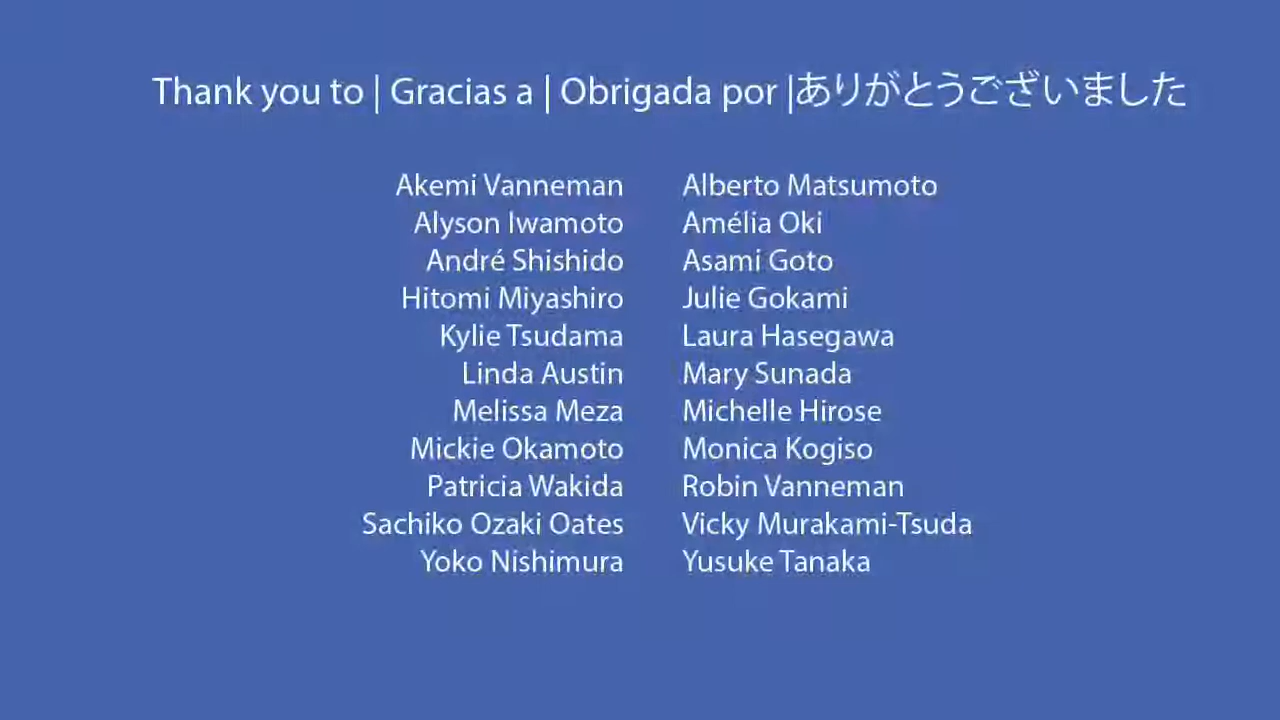 Thank you to | Gracias a | Obrigada por |ありがとうございました
Akemi Vanneman Alberto Matsumoto
Alyson Iwamoto Amélia Oki
André Shishido Asami Goto
Hitomi Miyashiro Julie Gokami
Kylie Tsudama Laura Hasegawa
Linda Austin Mary Sunada
Melissa Meza Michelle Hirose
Mickie Okamoto Monica Kogiso
Patricia Wakida Robin Vanneman
Sachiko Ozaki Oates Vicky Murakami-Tsuda
Yoko Nishimura Yusuke Tanaka